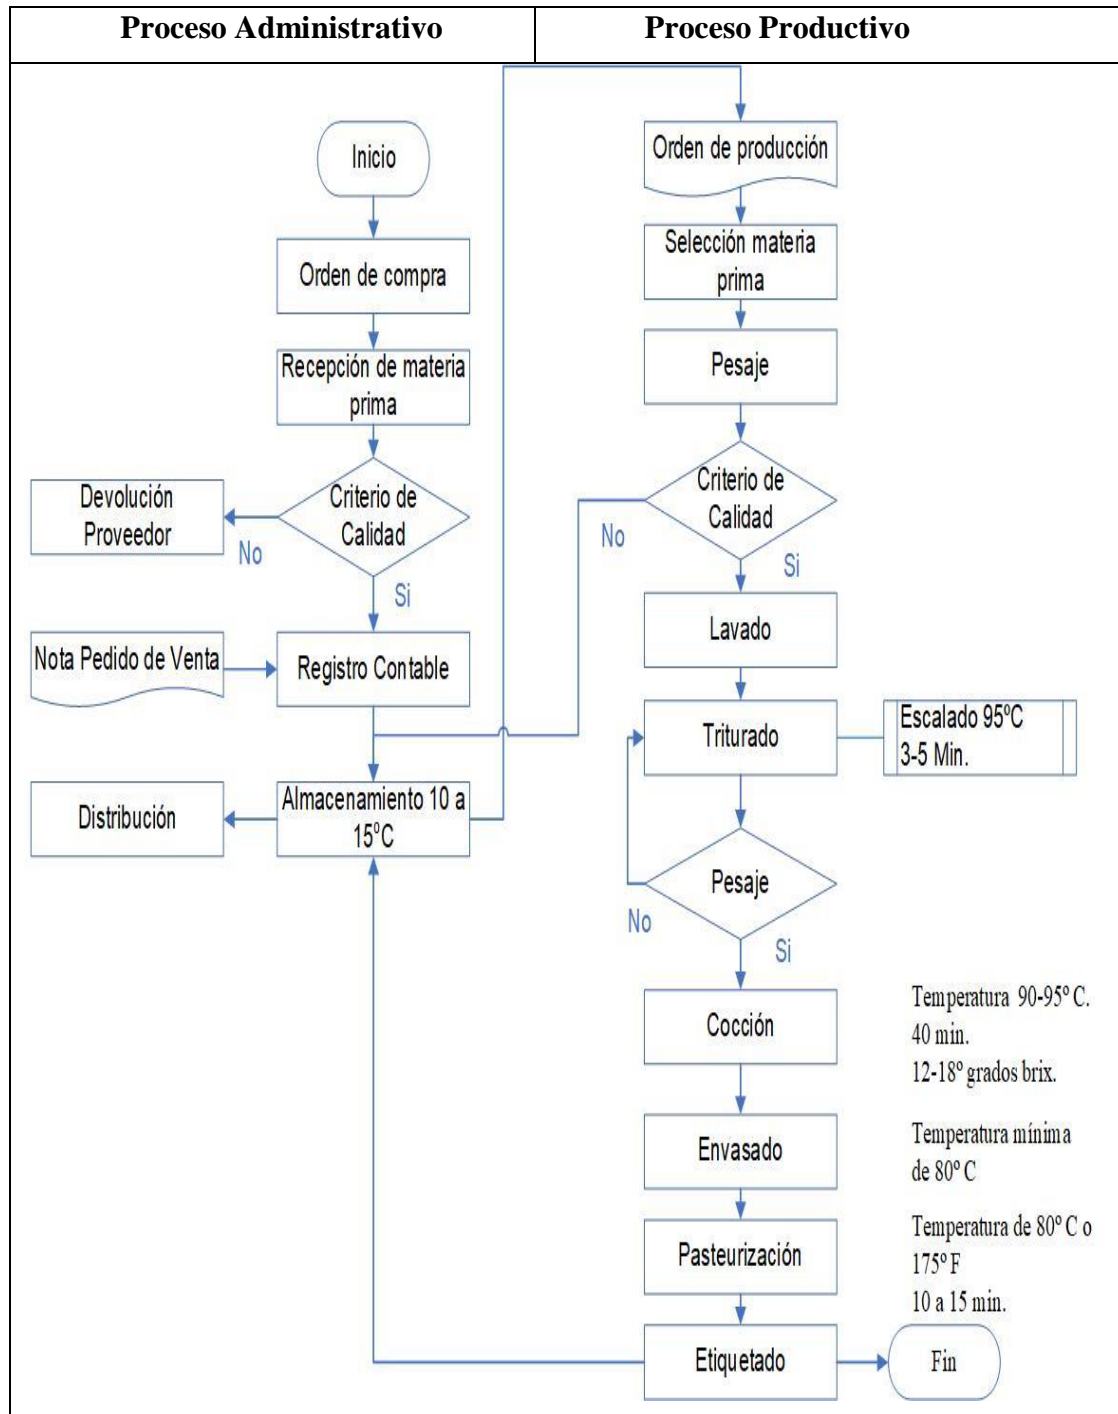 Proceso Administrativo
Proceso Productivo
Inicio
Orden de compra
Recepción de materia
prima
Criterio de
Calidad
Devolución
Proveedor
No
Si
Nota Pedido de Venta
Registro Contable
Distribución
Almacenamiento 10 a
15°C
Orden de producción
Selección materia
prima
Pesaje
Criterio de
Calidad
No
Si
Lavado
Triturado
Escalado 95ºC
3-5 Min.
Pesaje
No
Si
Cocción
Temperatura 90-95º C.
40 min.
12-18º grados brix.
Envasado
Temperatura mínima
de 80º C
Pasteurización
Temperatura de 80º C o
175º F
10 a 15 min.
Etiquetado
Fin